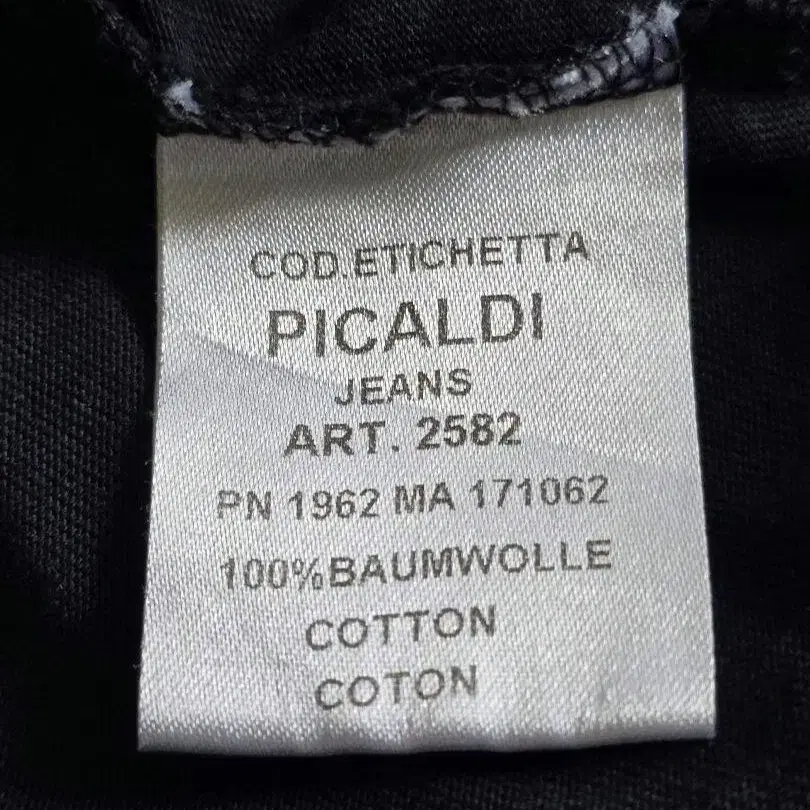 COD.ETICHETTA
PICALDI
JEANS
ART. 2582
PN 1962 MA 171062
100%BAUMWOLLE
COTTON
COTON